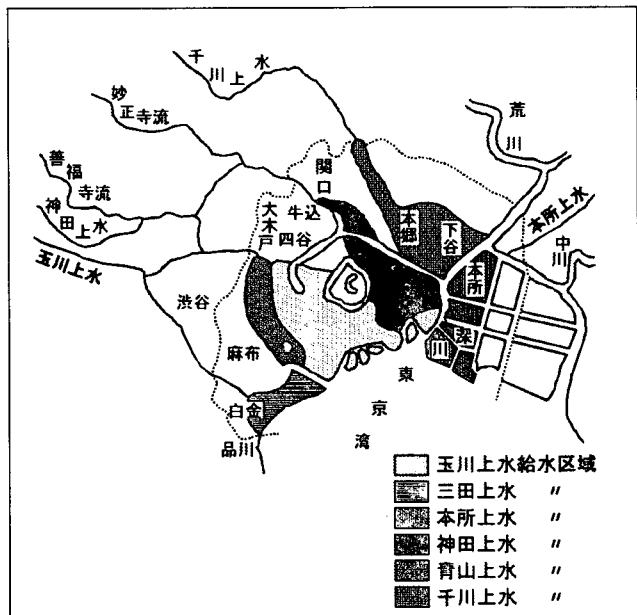 千川上水
妙正寺流
善福寺流
神田上水
玉川上水
荒川
本所上水
中川
関口
牛込
大木戸
四谷
本郷
下谷
本所
深川
渋谷
麻布
白金
品川
東京湾
玉川上水給水区域
三田上水 〃
本所上水 〃
神田上水 〃
青山上水 〃
千川上水 〃